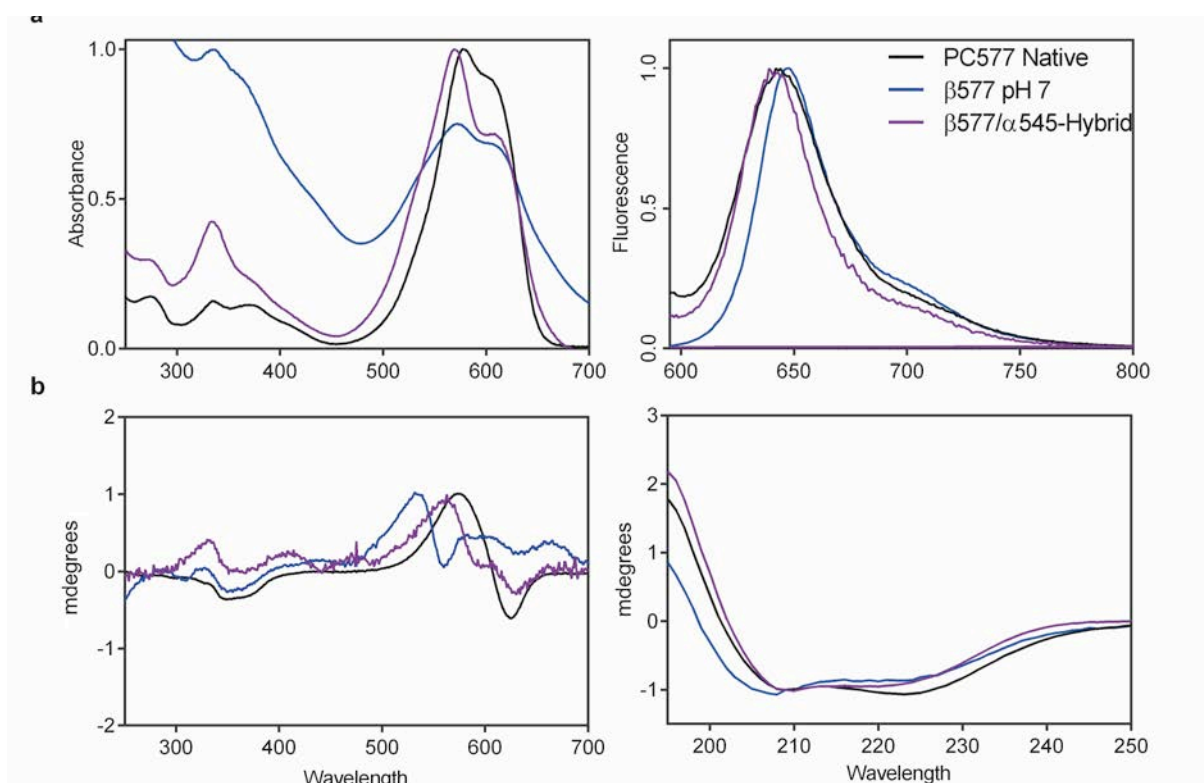 a
1.0
0.5
0.0
Absorbance
300 400 500 600 700
1.0
0.5
0.0
Fluorescence
600 650 700 750 800
PC577 Native
β577 pH 7
β577/α545-Hybrid
b
2
1
0
-1
-2
mdegrees
300 400 500 600 700
Wavelength
3
2
1
0
-1
mdegrees
200 210 220 230 240 250
Wavelength